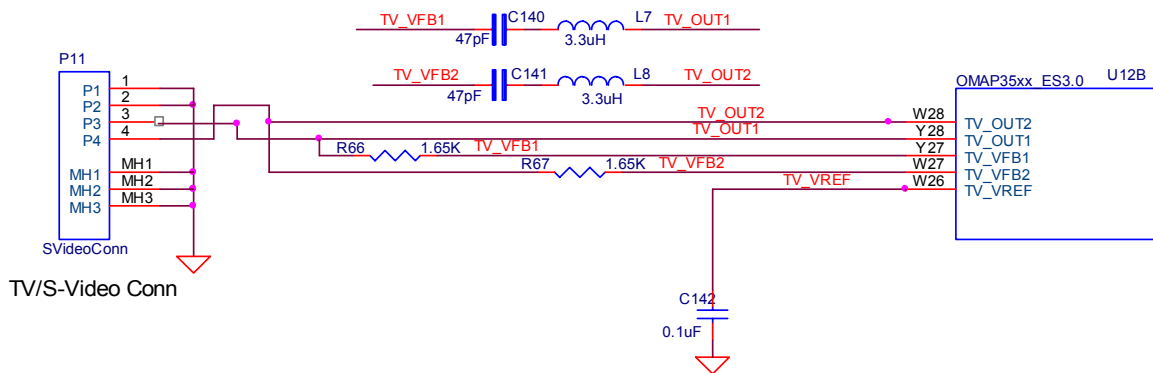 TV_VFB1 C140 L7 TV_OUT1
47pF 3.3uH
TV_VFB2 C141 L8 TV_OUT2
47pF 3.3uH
P11
P1 1
P2 2
P3 3
P4 4
MH1 MH1
MH2 MH2
MH3 MH3
SVideoConn
TV/S-Video Conn
OMAP35xx_ES3.0 U12B
TV_OUT2 W28 TV_OUT2
TV_OUT1 Y28 TV_OUT1
R66 1.65K TV_VFB1 Y27 TV_VFB1
R67 1.65K TV_VFB2 W27 TV_VFB2
TV_VREF W26 TV_VREF
C142
0.1uF